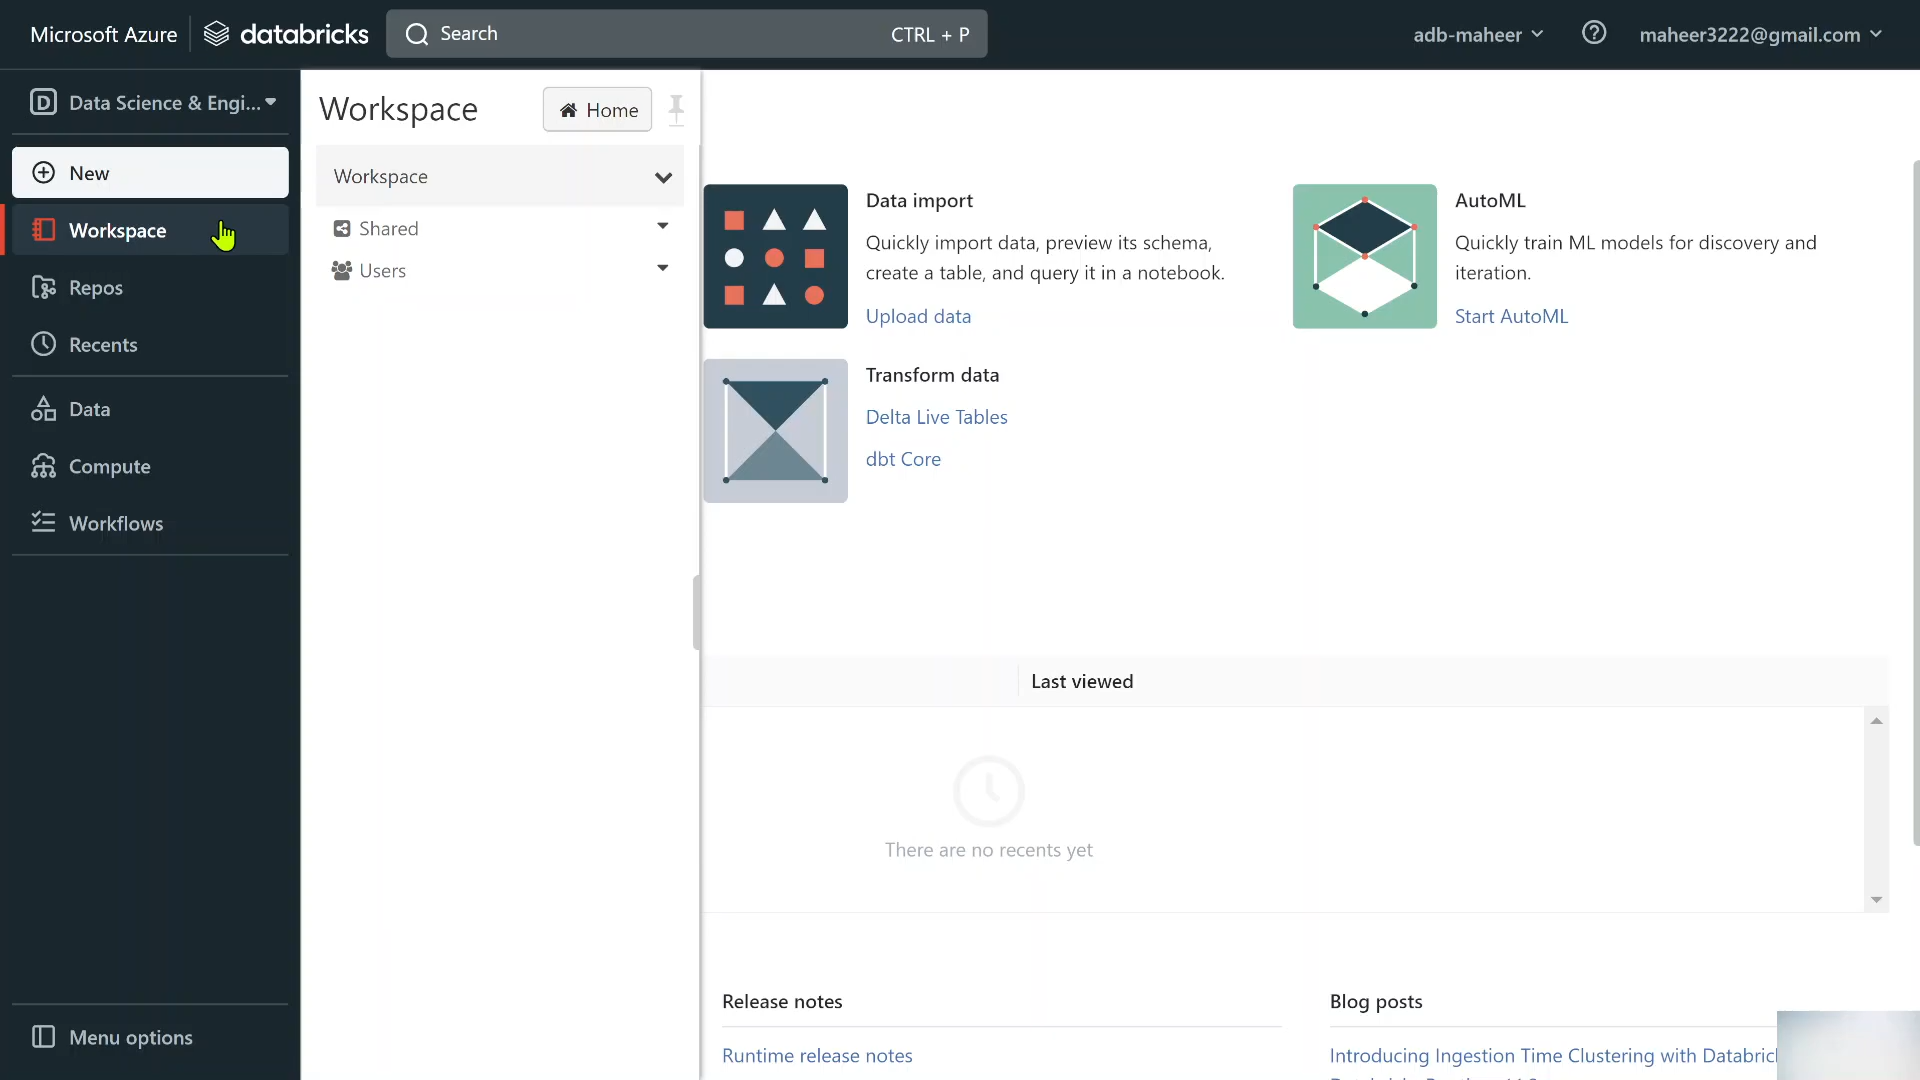 Microsoft Azure
databricks
Search
CTRL + P
adb-maheer
maheer3222@gmail.com
Data Science & Engi...
New
Workspace
Repos
Recents
Data
Compute
Workflows
Menu options
Workspace
Home
Workspace
Shared
Users
Data import
Quickly import data, preview its schema,
create a table, and query it in a notebook.
Upload data
AutoML
Quickly train ML models for discovery and
iteration.
Start AutoML
Transform data
Delta Live Tables
dbt Core
Last viewed
There are no recents yet
Release notes
Runtime release notes
Blog posts
Introducing Ingestion Time Clustering with